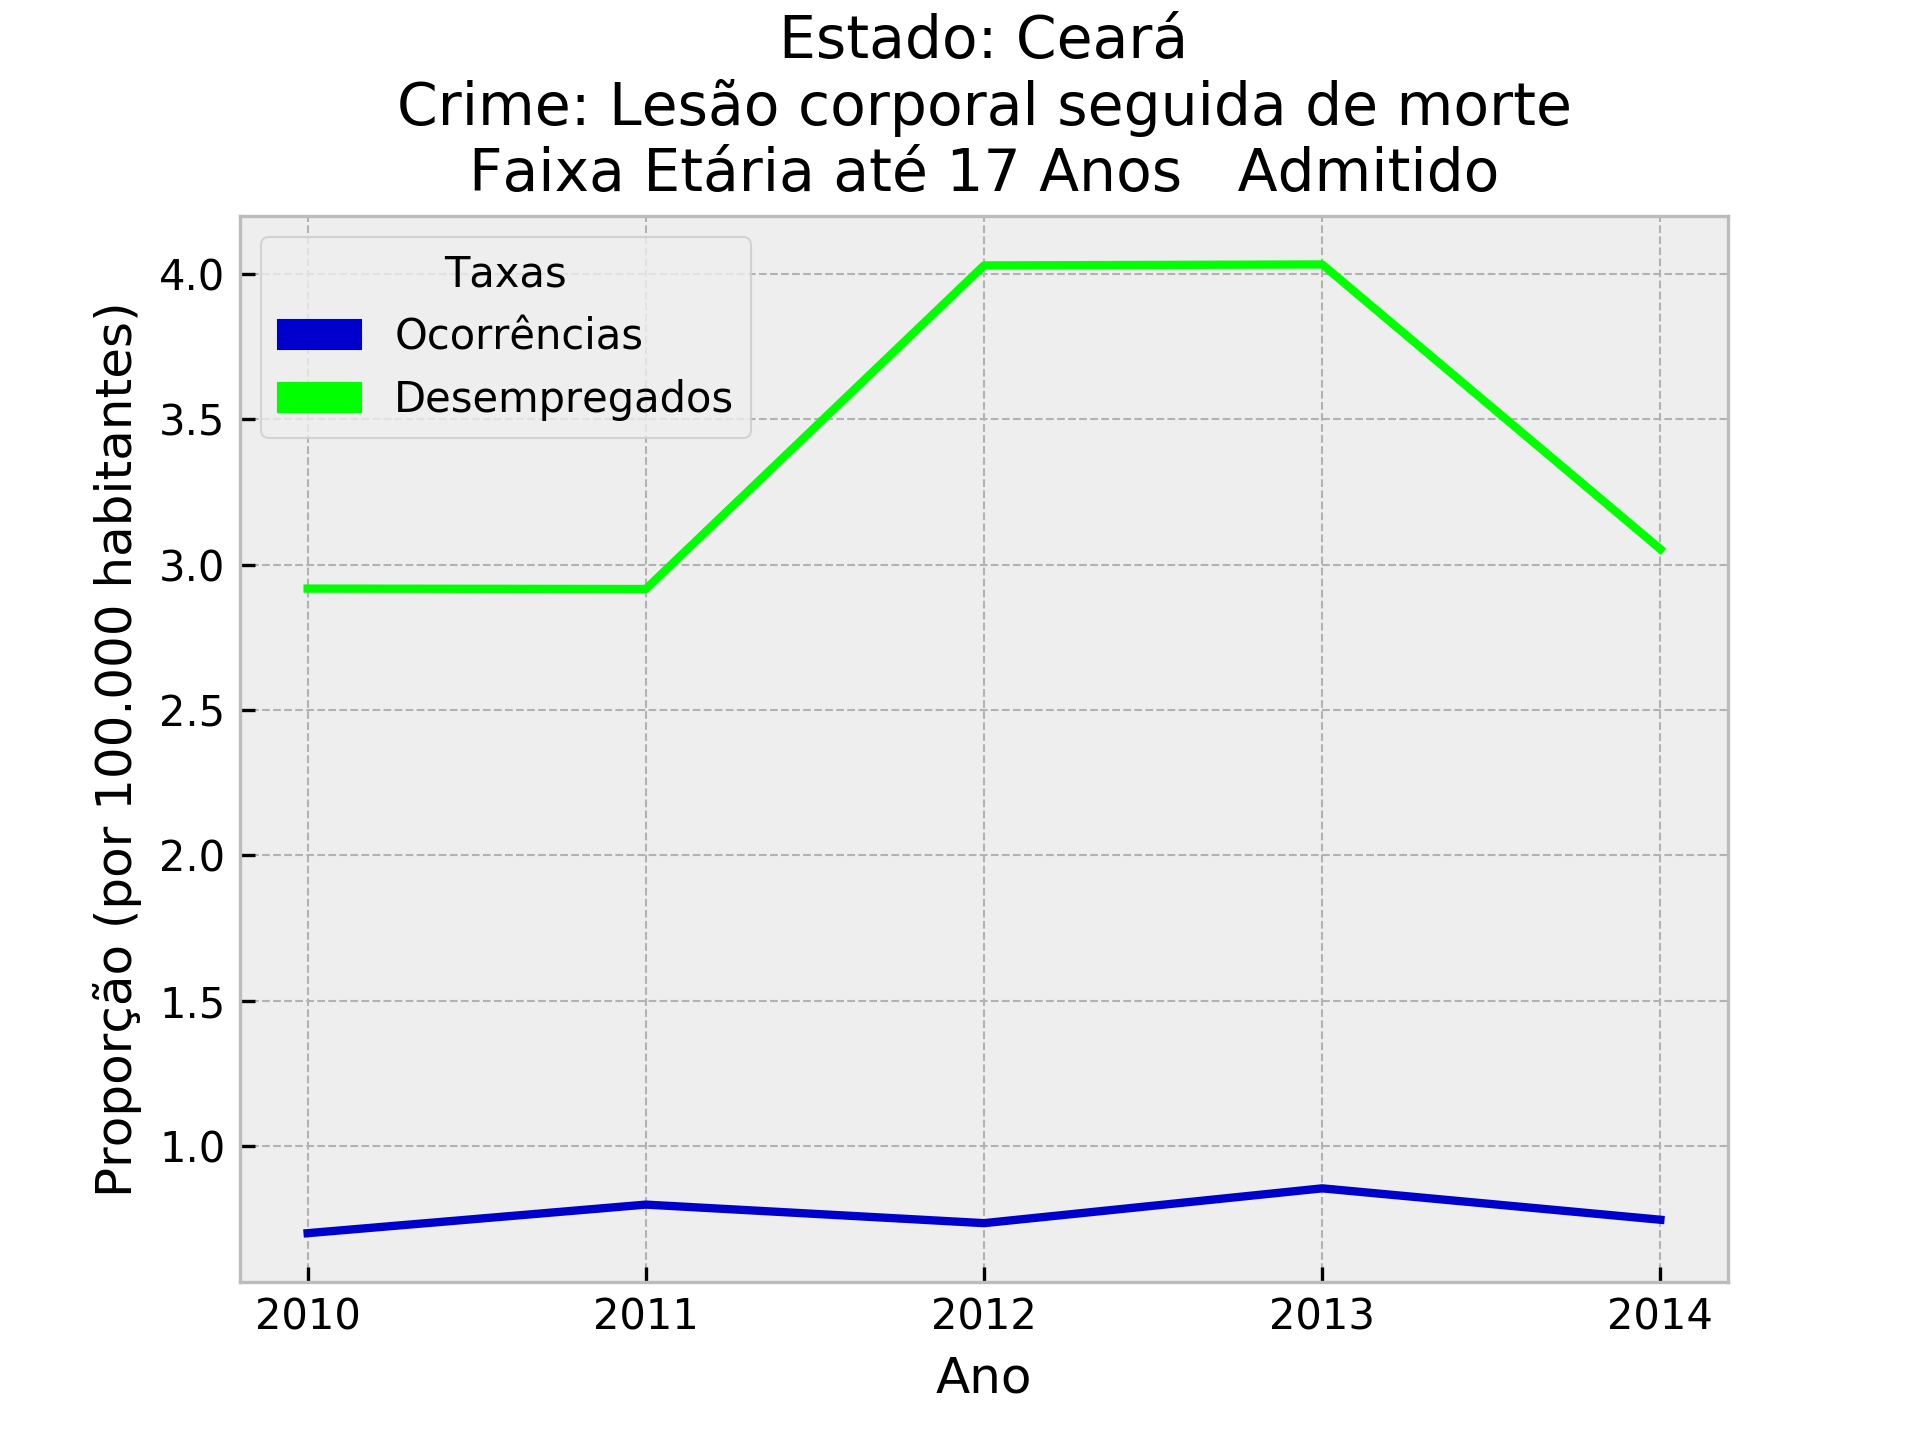 Estado: Ceará
Crime: Lesão corporal seguida de morte
Faixa Etária até 17 Anos   Admitido
Taxas
Ocorrências
Desempregados
Proporção (por 100.000 habitantes)
4.0
3.5
3.0
2.5
2.0
1.5
1.0
2010 2011 2012 2013 2014
Ano